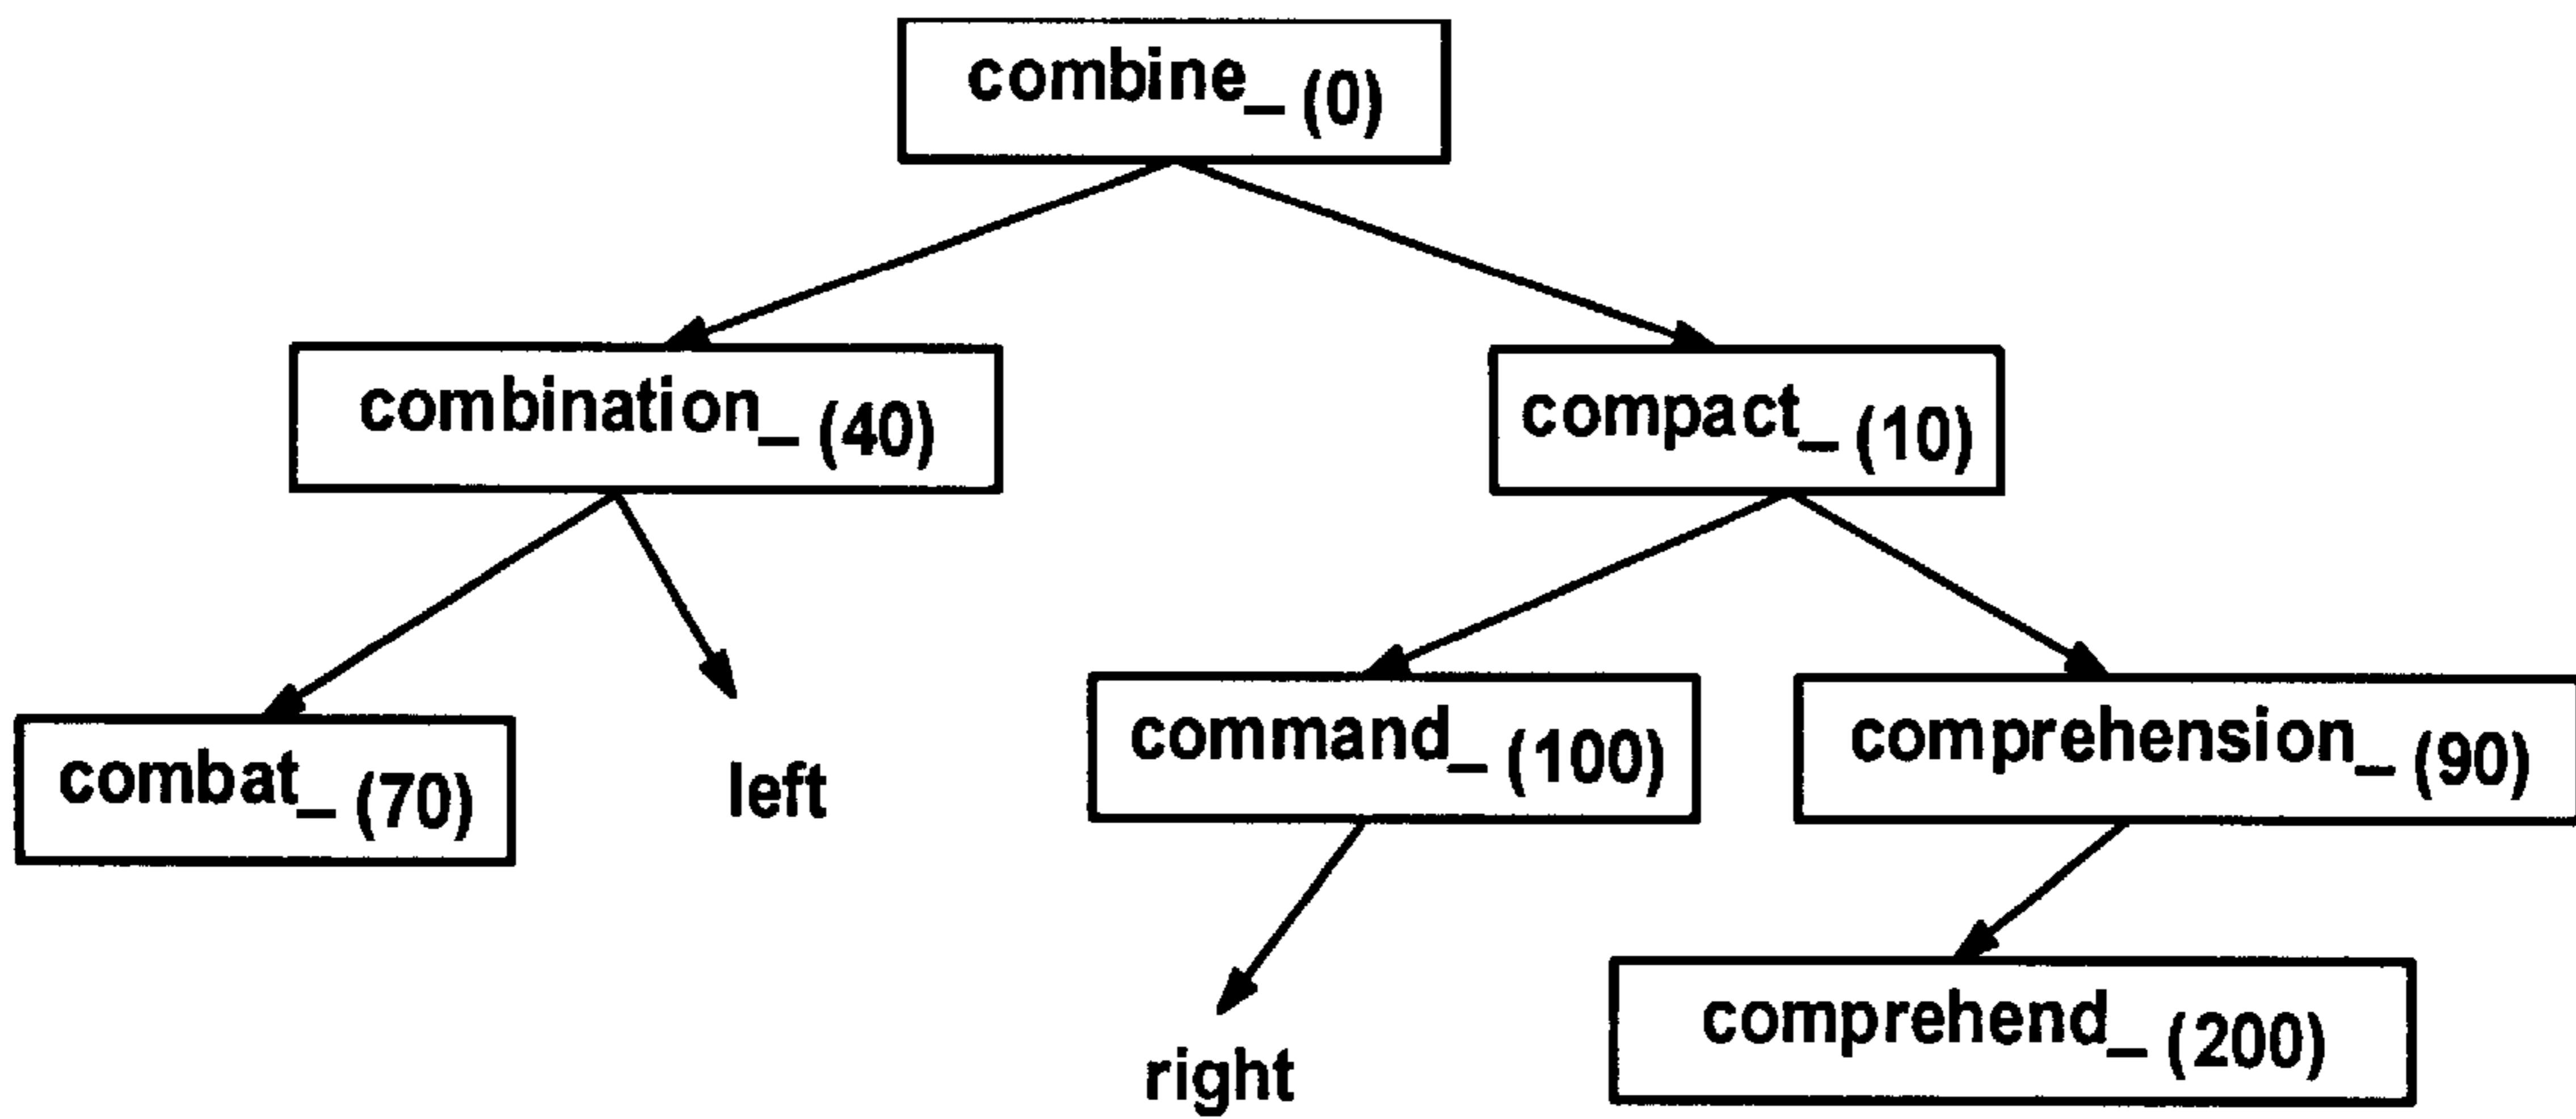 combine_ (0)
combination_ (40)
compact_ (10)
combat_ (70)
left
command_ (100)
comprehension_ (90)
right
comprehend_ (200)